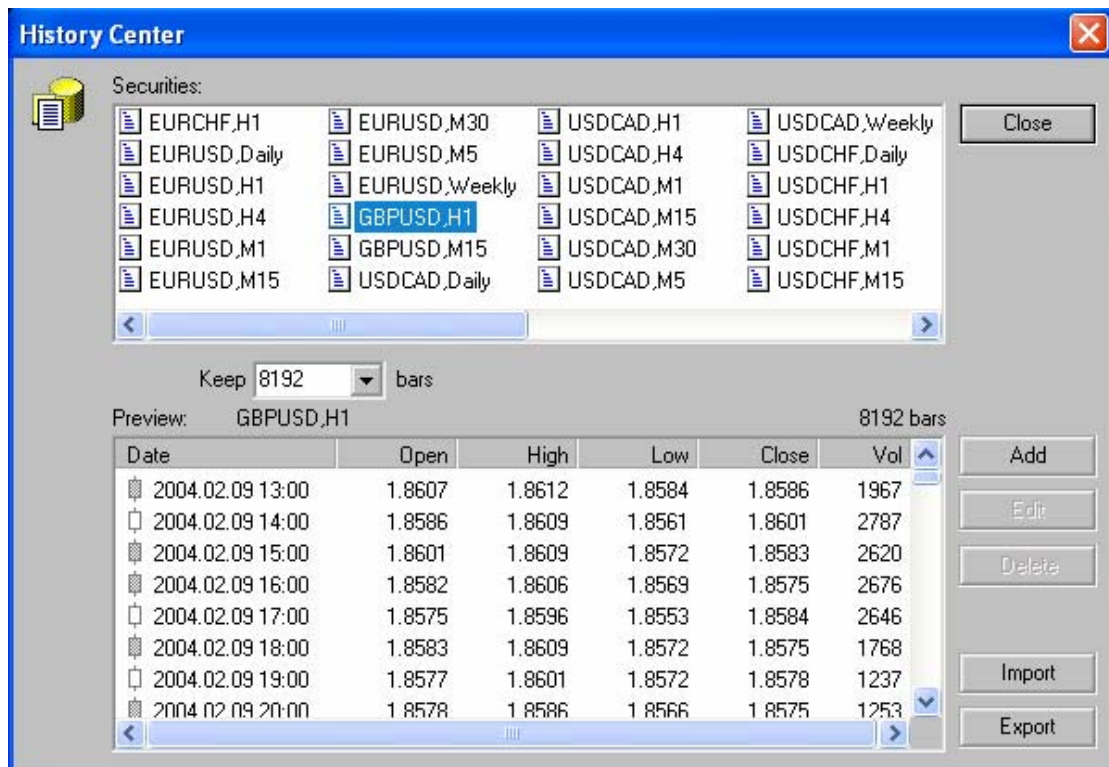 History Center
Securities:
EURCHF,H1 EURUSD,M30 USDCAD,H1 USDCAD,Weekly Close
EURUSD,Daily EURUSD,M5 USDCAD,H4 USDCHF,Daily
EURUSD,H1 EURUSD,Weekly USDCAD,M1 USDCHF,H1
EURUSD,H4 GBPUSD,H1 USDCAD,M15 USDCHF,H4
EURUSD,M1 GBPUSD,M15 USDCAD,M30 USDCHF,M1
EURUSD,M15 USDCAD,Daily USDCAD,M5 USDCHF,M15
Keep 8192 bars
Preview: GBPUSD,H1 8192 bars
Date Open High Low Close Vol Add
2004.02.09 13:00 1.8607 1.8612 1.8584 1.8586 1967
2004.02.09 14:00 1.8586 1.8609 1.8561 1.8601 2787 Edit
2004.02.09 15:00 1.8601 1.8609 1.8572 1.8583 2620 Delete
2004.02.09 16:00 1.8582 1.8606 1.8569 1.8575 2676
2004.02.09 17:00 1.8575 1.8596 1.8553 1.8584 2646
2004.02.09 18:00 1.8583 1.8609 1.8572 1.8575 1768
2004.02.09 19:00 1.8577 1.8601 1.8572 1.8578 1237 Import
2004.02.09 20:00 1.8578 1.8586 1.8566 1.8575 1253
Export